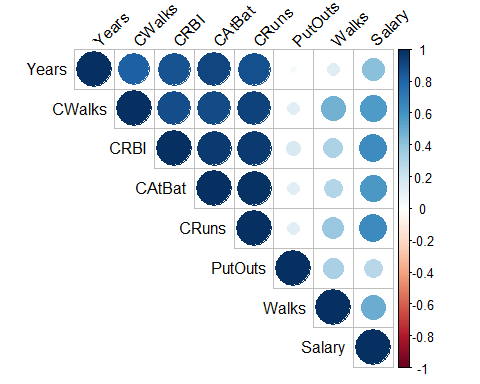 Years CWalks CRBI CAtBat CRuns PutOuts Walks Salary
Years
CWalks
CRBI
CAtBat
CRuns
PutOuts
Walks
Salary
1
0.8
0.6
0.4
0.2
0
-0.2
-0.4
-0.6
-0.8
-1